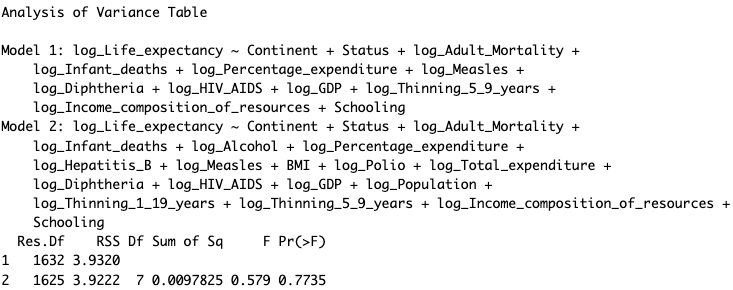 Analysis of Variance Table
Model 1: log_Life_expectancy ~ Continent + Status + log_Adult_Mortality +
log_Infant_deaths + log_Percentage_expenditure + log_Measles +
log_Diphtheria + log_HIV_AIDS + log_GDP + log_Thinning_5_9_years +
log_Income_composition_of_resources + Schooling
Model 2: log_Life_expectancy ~ Continent + Status + log_Adult_Mortality +
log_Infant_deaths + log_Alcohol + log_Percentage_expenditure +
log_Hepatitis_B + log_Measles + BMI + log_Polio + log_Total_expenditure +
log_Diphtheria + log_HIV_AIDS + log_GDP + log_Population +
log_Thinning_1_19_years + log_Thinning_5_9_years + log_Income_composition_of_resources +
Schooling
Res.Df RSS Df Sum of Sq F Pr(>F)
1 1632 3.9320
2 1625 3.9222 7 0.0097825 0.579 0.7735